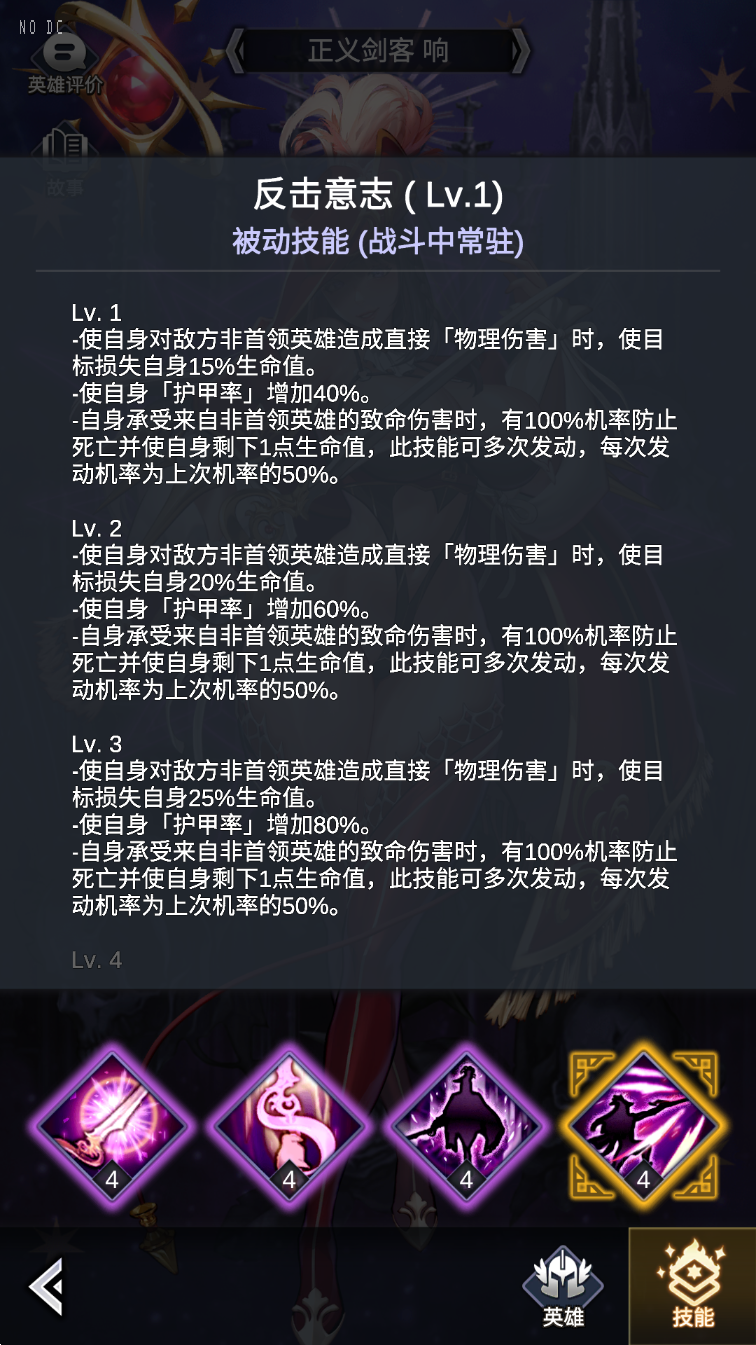 NO DC
正义剑客 响
英雄评价
故事
反击意志 ( Lv.1)
被动技能 (战斗中常驻)
Lv. 1
-使自身对敌方非首领英雄造成直接「物理伤害」时，使目
标损失自身15%生命值。
-使自身「护甲率」增加40%。
-自身承受来自非首领英雄的致命伤害时，有100%机率防止
死亡并使自身剩下1点生命值，此技能可多次发动，每次发
动机率为上次机率的50%。
Lv. 2
-使自身对敌方非首领英雄造成直接「物理伤害」时，使目
标损失自身20%生命值。
-使自身「护甲率」增加60%。
-自身承受来自非首领英雄的致命伤害时，有100%机率防止
死亡并使自身剩下1点生命值，此技能可多次发动，每次发
动机率为上次机率的50%。
Lv. 3
-使自身对敌方非首领英雄造成直接「物理伤害」时，使目
标损失自身25%生命值。
-使自身「护甲率」增加80%。
-自身承受来自非首领英雄的致命伤害时，有100%机率防止
死亡并使自身剩下1点生命值，此技能可多次发动，每次发
动机率为上次机率的50%。
Lv. 4
4 4 4 4
英雄 技能